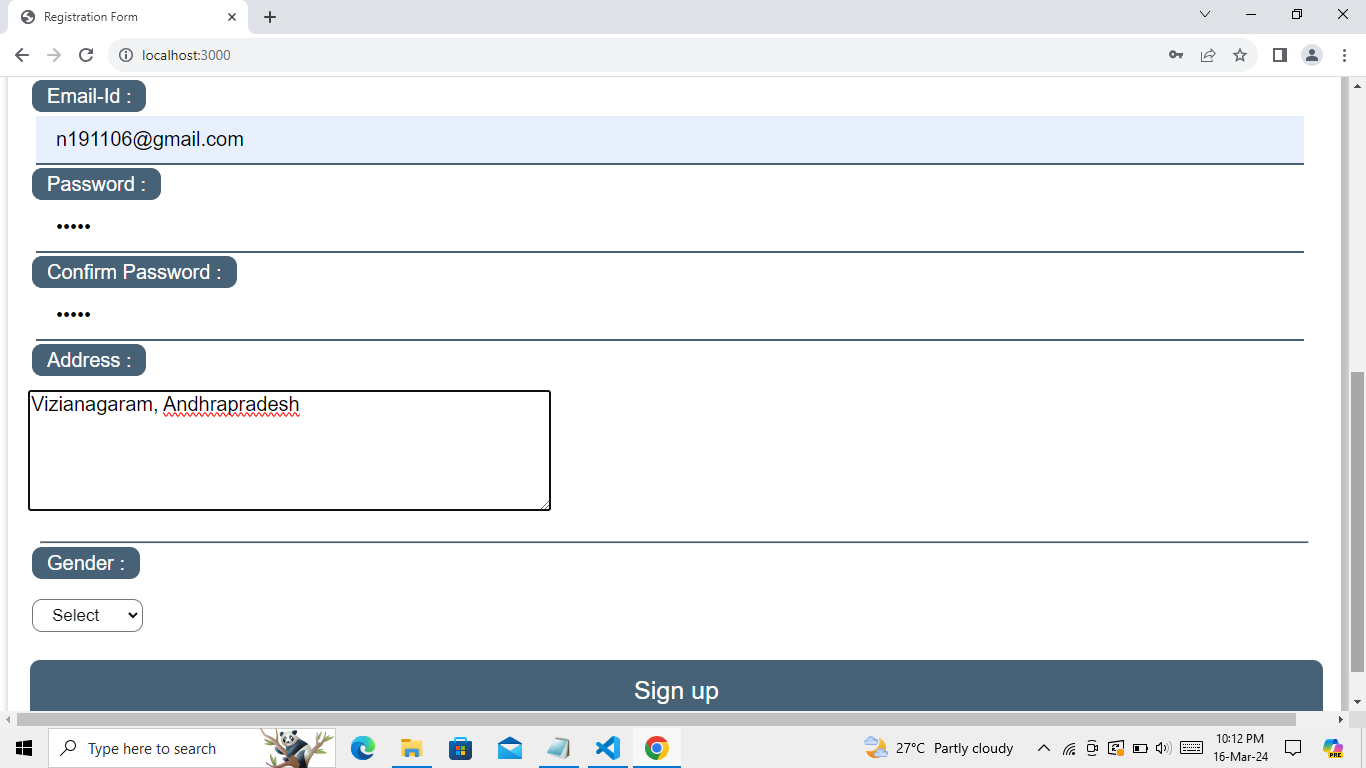 Registration Form
localhost:3000
Email-Id :
n191106@gmail.com
Password :
•••••
Confirm Password :
•••••
Address :
Vizianagaram, Andhrapradesh
Gender :
Select
Sign up
Type here to search
27°C Partly cloudy
10:12 PM
16-Mar-24
PRE